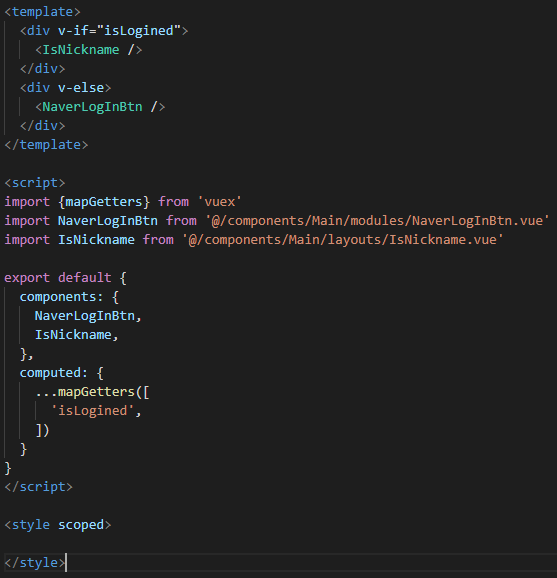 <template>
  <div v-if="isLogined">
    <IsNickname />
  </div>
  <div v-else>
    <NaverLogInBtn />
  </div>
</template>

<script>
import {mapGetters} from 'vuex'
import NaverLogInBtn from '@/components/Main/modules/NaverLogInBtn.vue'
import IsNickname from '@/components/Main/layouts/IsNickname.vue'

export default {
  components: {
    NaverLogInBtn,
    IsNickname,
  },
  computed: {
    ...mapGetters([
      'isLogined',
    ])
  }
}
</script>

<style scoped>

</style>